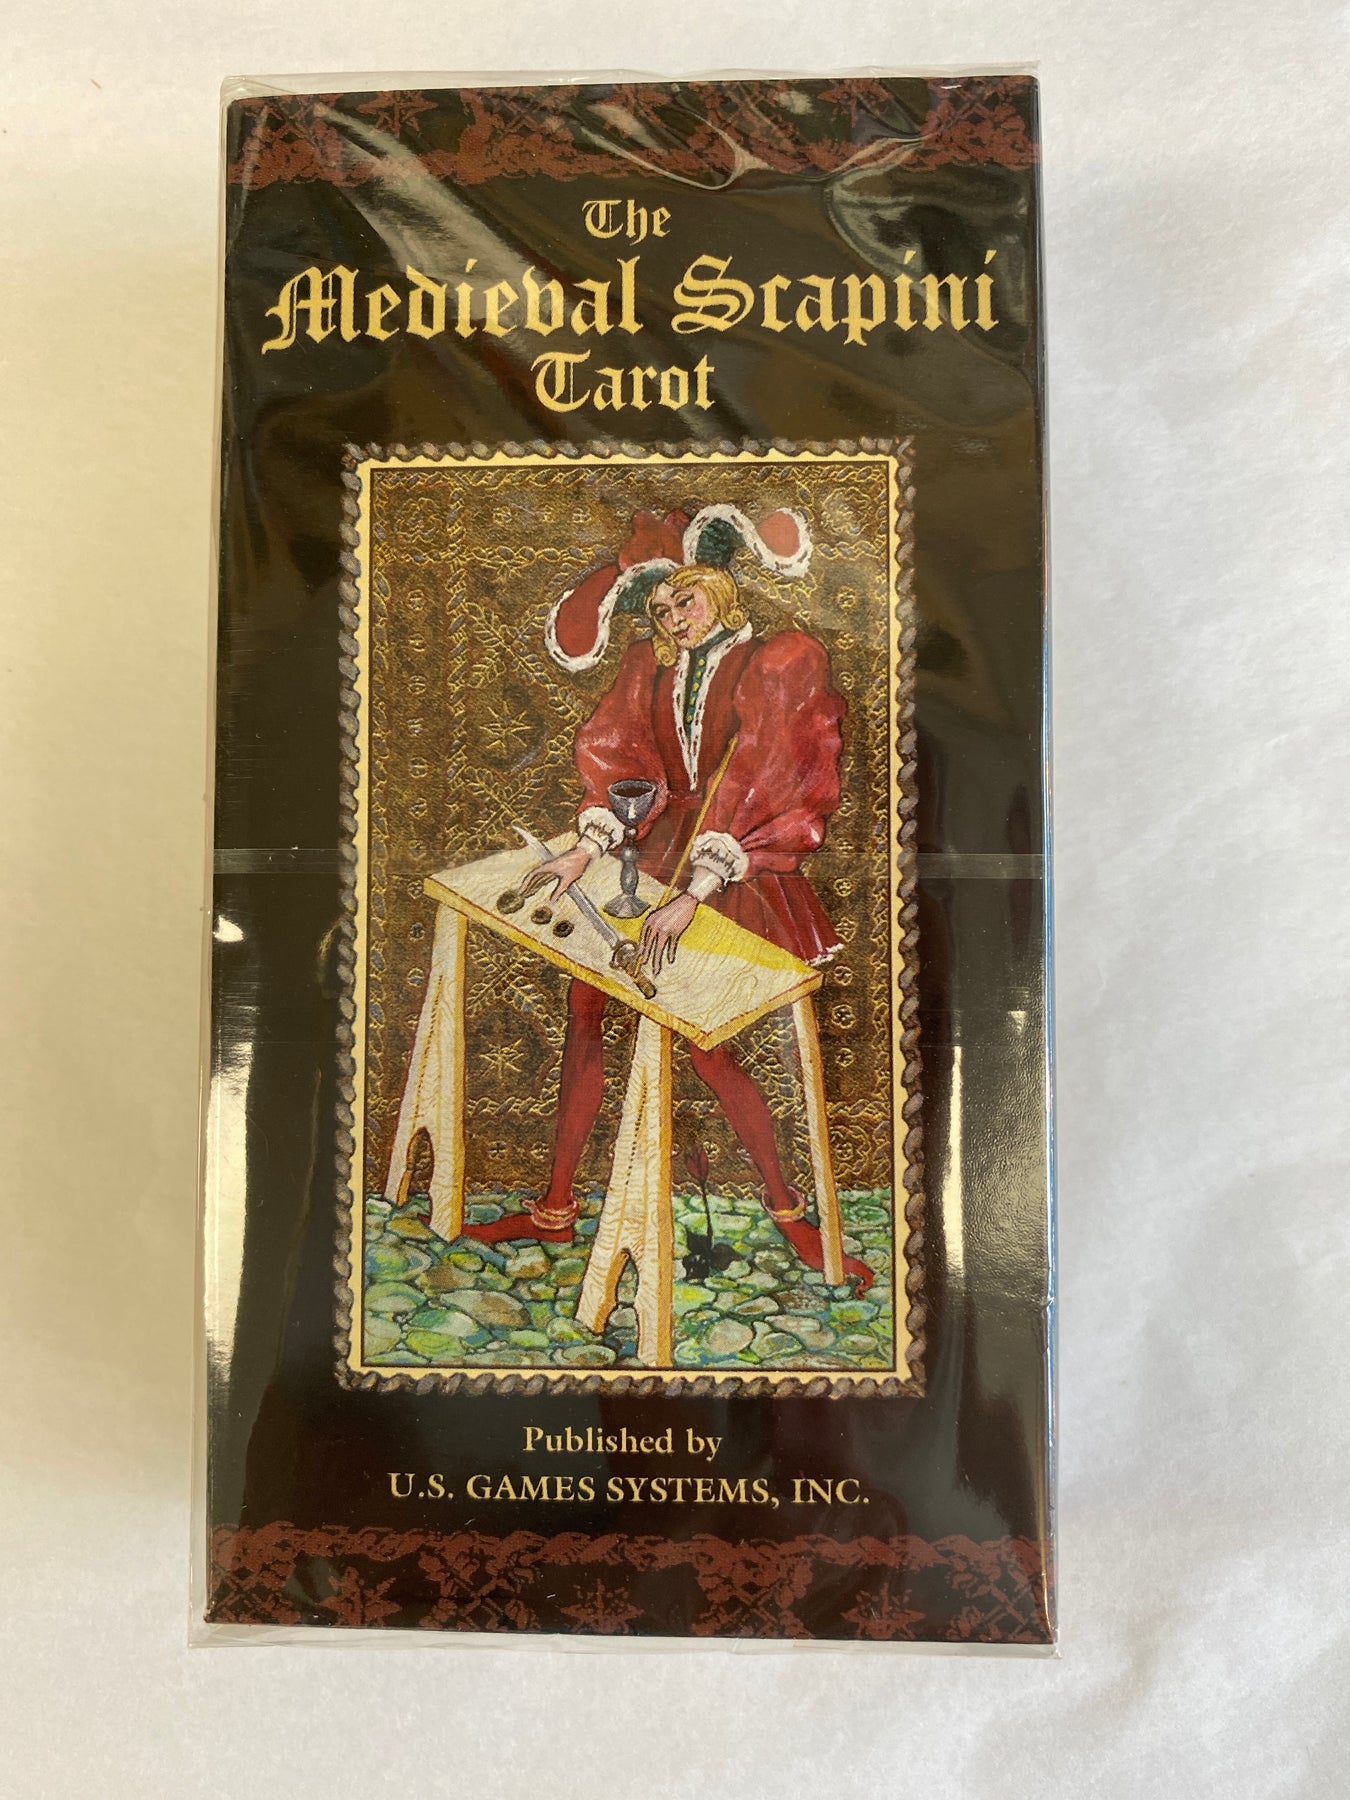 The
Medieval Scapini
Tarot
Published by
U.S. GAMES SYSTEMS, INC.